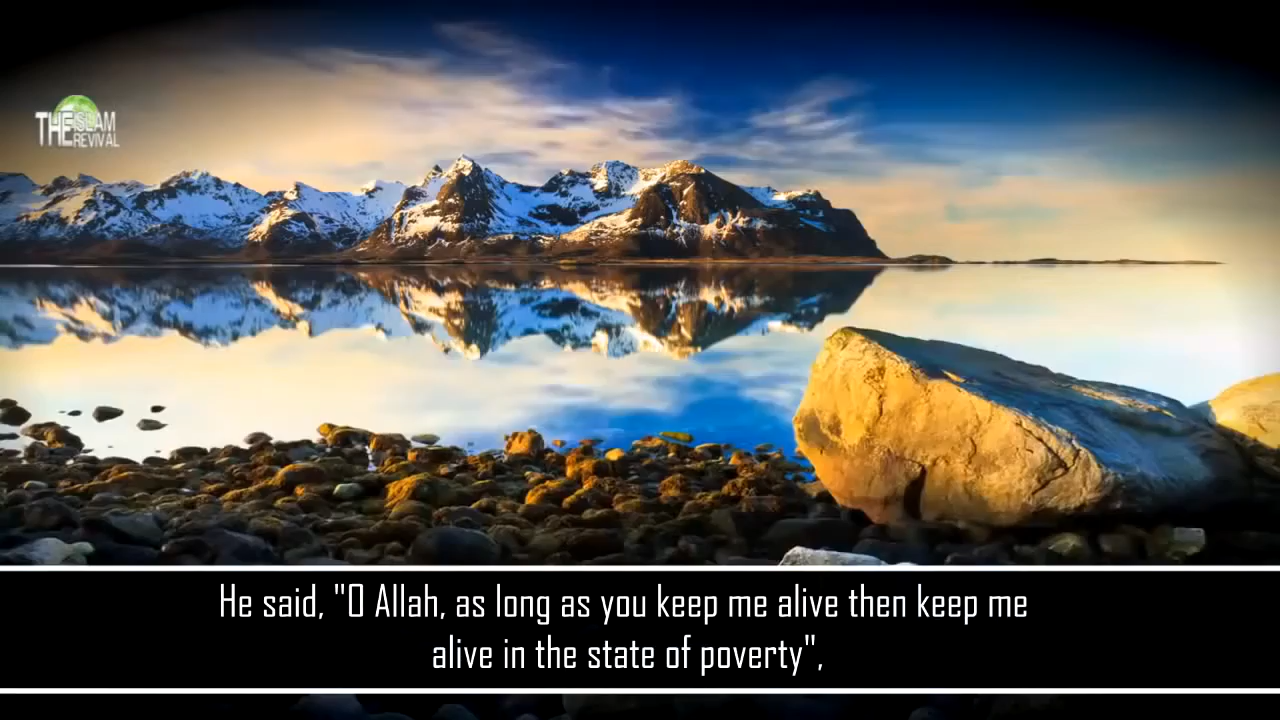 THE ISLAM
REVIVAL
He said, "O Allah, as long as you keep me alive then keep me
alive in the state of poverty",